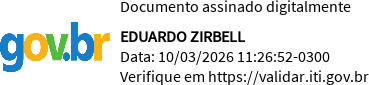 Documento assinado digitalmente
gov.br
EDUARDO ZIRBELL
Data: 10/03/2026 11:26:52-0300
Verifique em https://validar.iti.gov.br